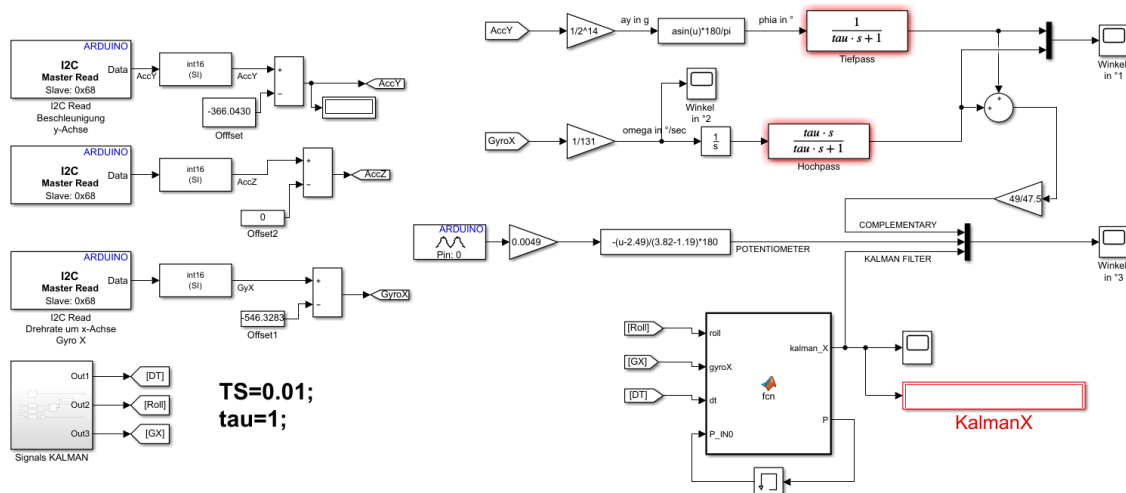 ARDUINO
I2C
Master Read
Slave: 0x68
Data
I2C Read
Beschleunigung
y-Achse
AccY
int16
(SI)
AccY
-366.0430
Offfset
+
−
AccY
ARDUINO
I2C
Master Read
Slave: 0x68
Data
int16
(SI)
AccZ
0
Offset2
+
−
AccZ
ARDUINO
I2C
Master Read
Slave: 0x68
Data
I2C Read
Drehrate um x-Achse
Gyro X
int16
(SI)
GyX
-546.3283
Offset1
+
−
GyroX
Out1
Out2
Out3
Signals KALMAN
[DT]
[Roll]
[GX]
TS=0.01;
tau=1;
AccY
1/2^14
ay in g
asin(u)*180/pi
phia in °
1
tau · s + 1
Tiefpass
Winkel
in °1
Winkel
in °2
GyroX
1/131
omega in °/sec
1
s
tau · s
tau · s + 1
Hochpass
+
+
49/47.5
ARDUINO
Pin: 0
0.0049
-(u-2.49)/(3.82-1.19)*180
COMPLEMENTARY
POTENTIOMETER
KALMAN FILTER
Winkel
in °3
[Roll]
[GX]
[DT]
roll
gyroX
dt
P_IN0
fcn
kalman_X
P
KalmanX